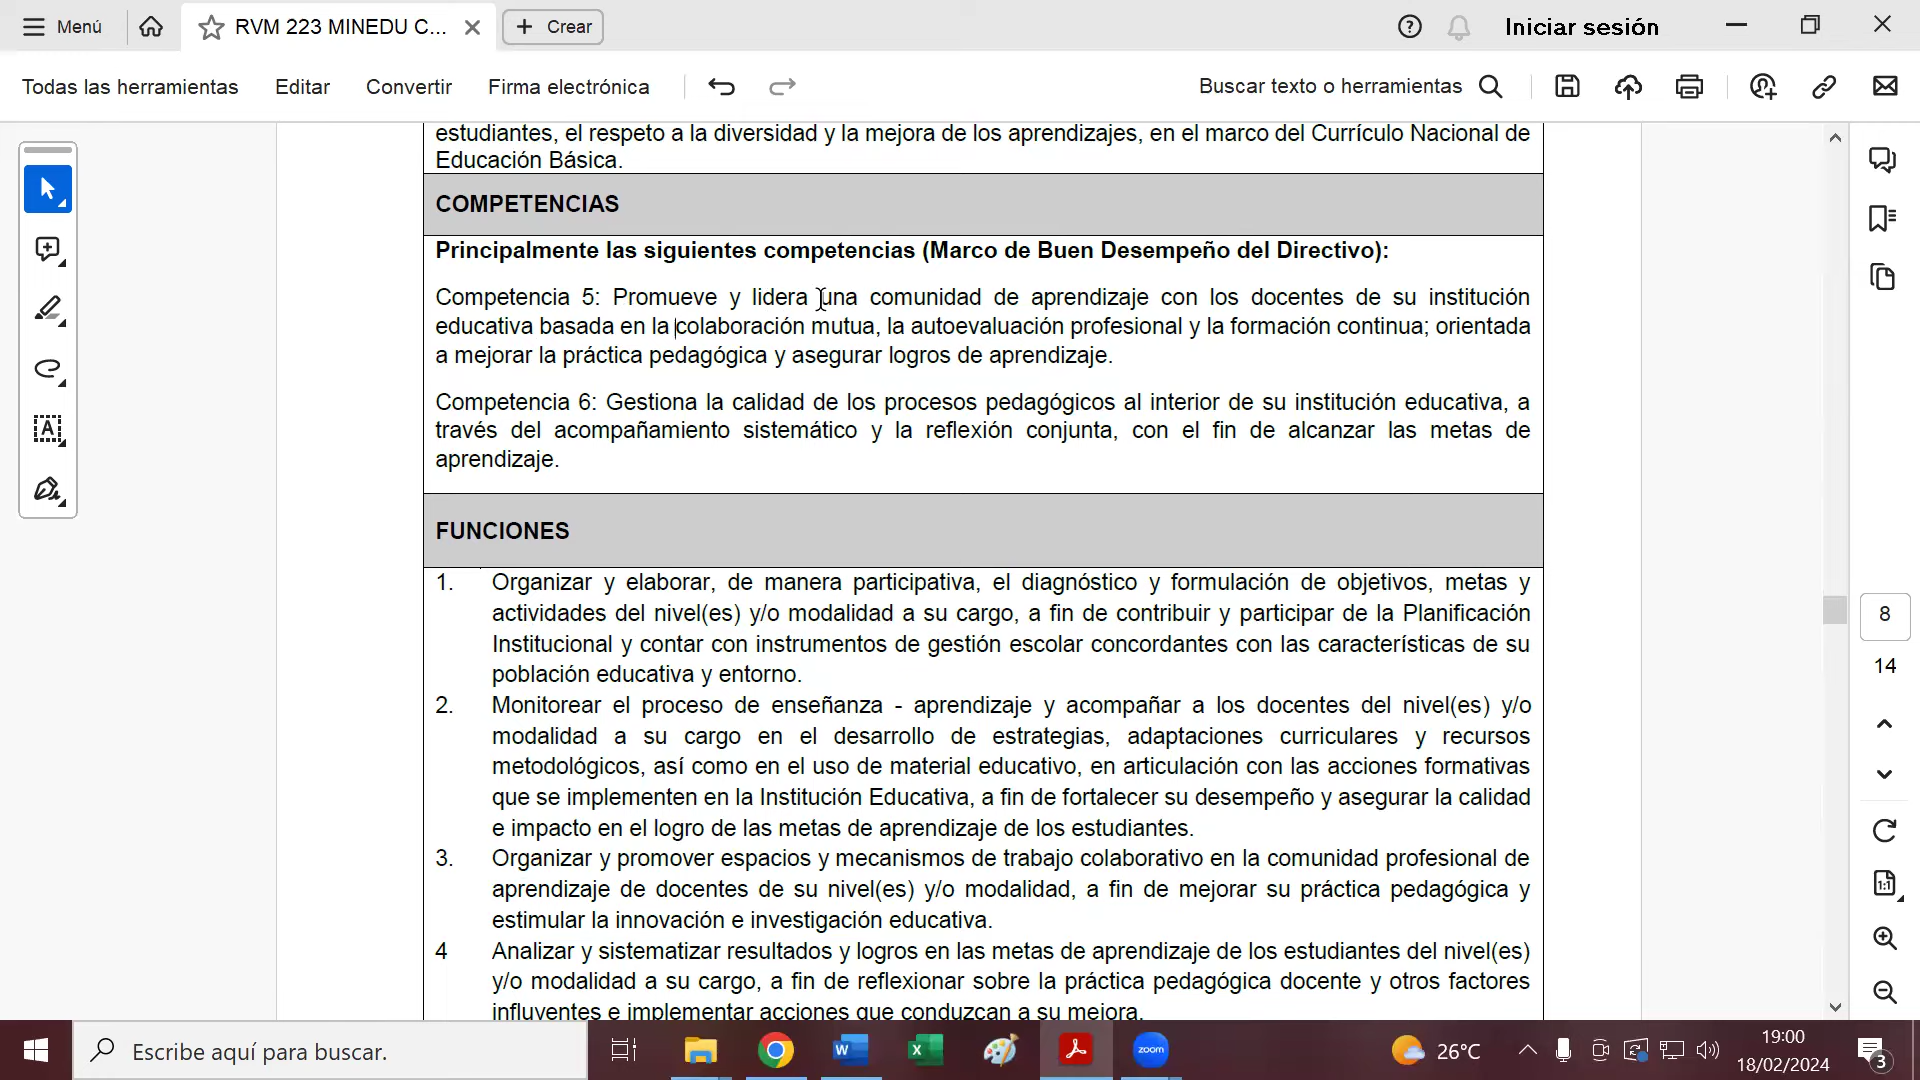 Menú
RVM 223 MINEDU C...
Crear
Iniciar sesión
Todas las herramientas
Editar
Convertir
Firma electrónica
Buscar texto o herramientas
estudiantes, el respeto a la diversidad y la mejora de los aprendizajes, en el marco del Currículo Nacional de
Educación Básica.
COMPETENCIAS
Principalmente las siguientes competencias (Marco de Buen Desempeño del Directivo):
Competencia 5: Promueve y lidera una comunidad de aprendizaje con los docentes de su institución
educativa basada en la colaboración mutua, la autoevaluación profesional y la formación continua; orientada
a mejorar la práctica pedagógica y asegurar logros de aprendizaje.
Competencia 6: Gestiona la calidad de los procesos pedagógicos al interior de su institución educativa, a
través del acompañamiento sistemático y la reflexión conjunta, con el fin de alcanzar las metas de
aprendizaje.
FUNCIONES
1. Organizar y elaborar, de manera participativa, el diagnóstico y formulación de objetivos, metas y
actividades del nivel(es) y/o modalidad a su cargo, a fin de contribuir y participar de la Planificación
Institucional y contar con instrumentos de gestión escolar concordantes con las características de su
población educativa y entorno.
2. Monitorear el proceso de enseñanza - aprendizaje y acompañar a los docentes del nivel(es) y/o
modalidad a su cargo en el desarrollo de estrategias, adaptaciones curriculares y recursos
metodológicos, así como en el uso de material educativo, en articulación con las acciones formativas
que se implementen en la Institución Educativa, a fin de fortalecer su desempeño y asegurar la calidad
e impacto en el logro de las metas de aprendizaje de los estudiantes.
3. Organizar y promover espacios y mecanismos de trabajo colaborativo en la comunidad profesional de
aprendizaje de docentes de su nivel(es) y/o modalidad, a fin de mejorar su práctica pedagógica y
estimular la innovación e investigación educativa.
4 Analizar y sistematizar resultados y logros en las metas de aprendizaje de los estudiantes del nivel(es)
y/o modalidad a su cargo, a fin de reflexionar sobre la práctica pedagógica docente y otros factores
influyentes e implementar acciones que conduzcan a su mejora.
8
14
1:1
Escribe aquí para buscar.
zoom
26°C
19:00
18/02/2024
3